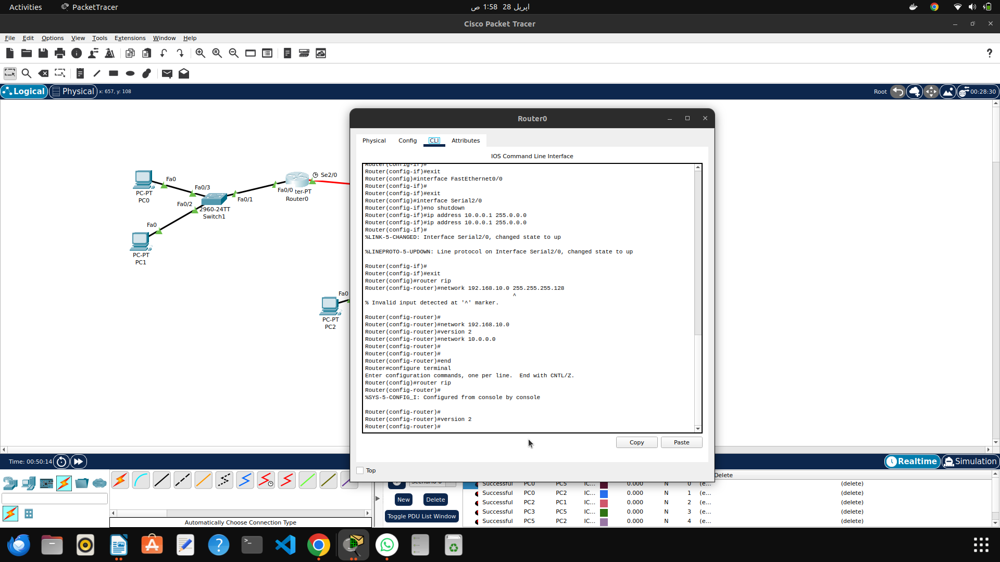 Activities
PacketTracer
اپریل 28 1:58 ص
Cisco Packet Tracer
File Edit Options View Tools Extensions Window Help
?
Logical
Physical
x: 657, y: 108
Root
00:28:30
Fa0
PC-PT
PC0
Fa0/3
Fa0/2
Fa0/1
2960-24TT
Switch1
Fa0
PC-PT
PC1
Se2/0
Fa0/0
ter-PT
Router0
Fa0
PC-PT
PC2
Router0
Physical Config CLI Attributes
IOS Command Line Interface
Router(config-if)#
Router(config-if)#exit
Router(config)#interface FastEthernet0/0
Router(config-if)#
Router(config-if)#exit
Router(config)#interface Serial2/0
Router(config-if)#no shutdown
Router(config-if)#ip address 10.0.0.1 255.0.0.0
Router(config-if)#ip address 10.0.0.1 255.0.0.0
Router(config-if)#
%LINK-5-CHANGED: Interface Serial2/0, changed state to up
%LINEPROTO-5-UPDOWN: Line protocol on Interface Serial2/0, changed state to up
Router(config-if)#
Router(config-if)#exit
Router(config)#router rip
Router(config-router)#network 192.168.10.0 255.255.255.128
^
% Invalid input detected at '^' marker.
Router(config-router)#
Router(config-router)#network 192.168.10.0
Router(config-router)#version 2
Router(config-router)#network 10.0.0.0
Router(config-router)#
Router(config-router)#
Router(config-router)#end
Router#configure terminal
Enter configuration commands, one per line. End with CNTL/Z.
Router(config)#router rip
Router(config-router)#
%SYS-5-CONFIG_I: Configured from console by console
Router(config-router)#
Router(config-router)#version 2
Router(config-router)#
Copy
Paste
Top
Time: 00:50:14
Realtime
Simulation
Automatically Choose Connection Type
New
Delete
Toggle PDU List Window
Delete
Successful PC0 PC5 IC... 0.000 N 0 (e... (delete)
Successful PC0 PC2 IC... 0.000 N 1 (e... (delete)
Successful PC2 PC1 IC... 0.000 N 2 (e... (delete)
Successful PC3 PC5 IC... 0.000 N 3 (e... (delete)
Successful PC5 PC2 IC... 0.000 N 4 (e... (delete)